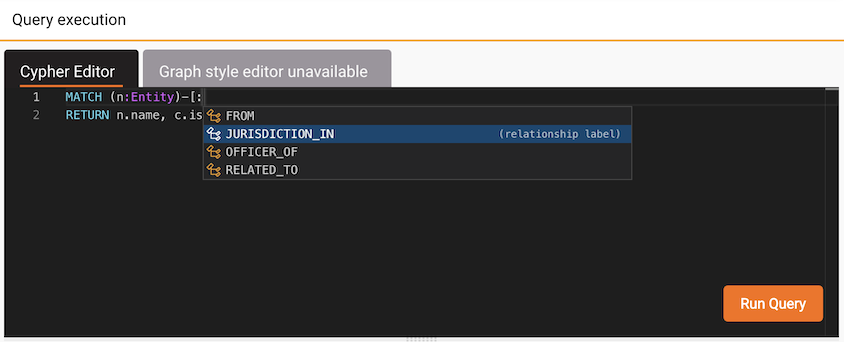 Query execution
Cypher Editor
Graph style editor unavailable
1 MATCH (n:Entity)-[:
2 RETURN n.name, c.is
FROM
JURISDICTION_IN (relationship label)
OFFICER_OF
RELATED_TO
Run Query